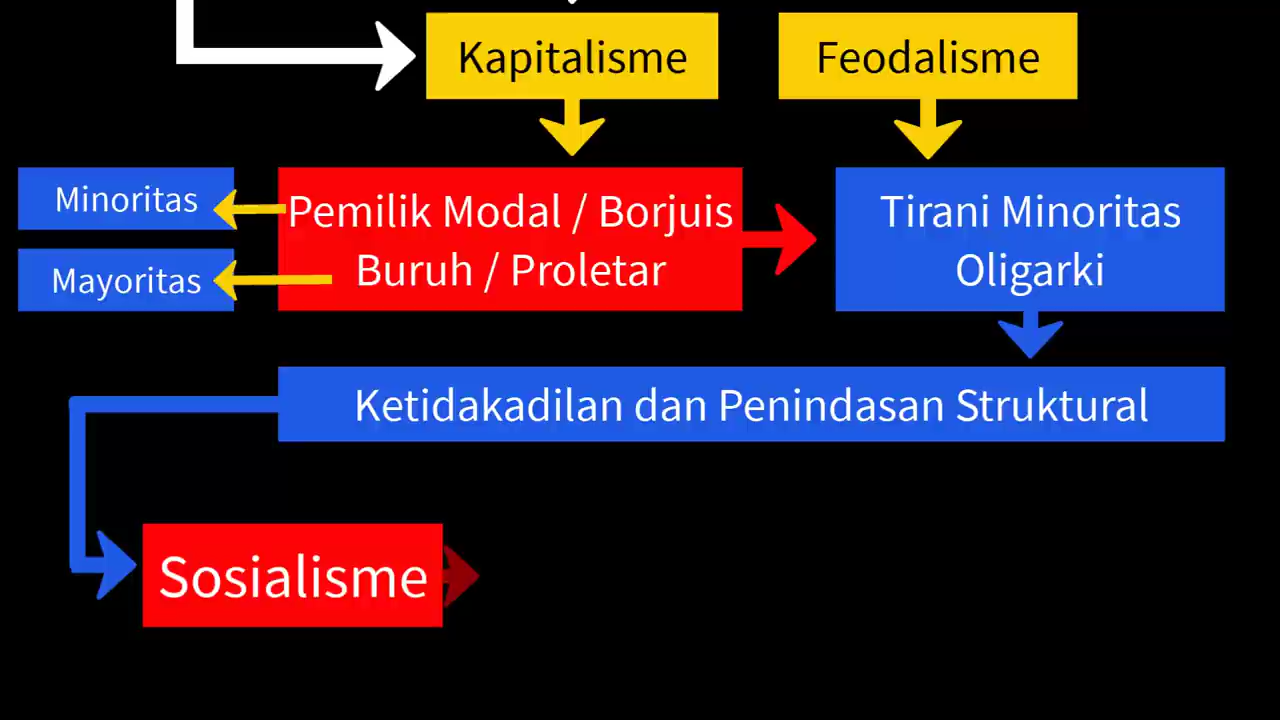 Kapitalisme
Feodalisme
Minoritas
Mayoritas
Pemilik Modal / Borjuis
Buruh / Proletar
Tirani Minoritas
Oligarki
Ketidakadilan dan Penindasan Struktural
Sosialisme